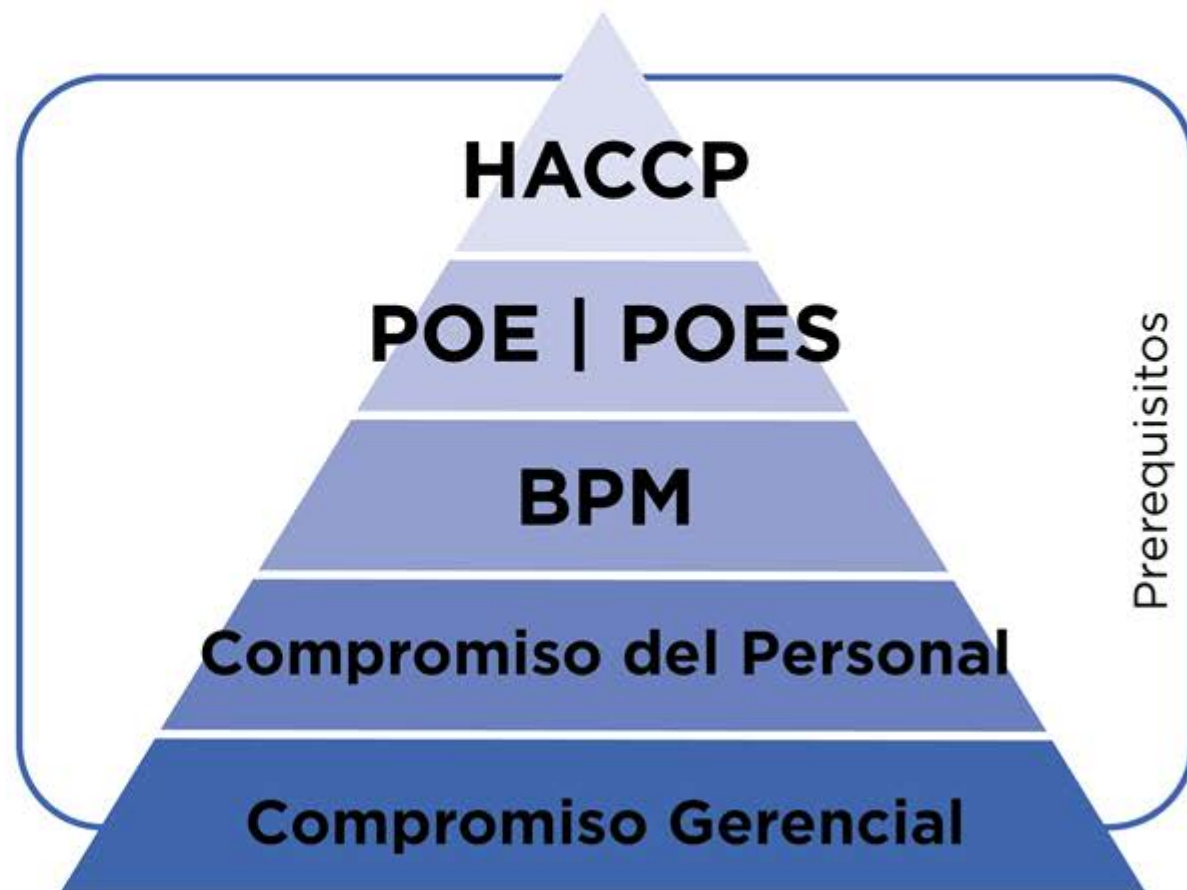 HACCP
POE | POES
BPM
Compromiso del Personal
Compromiso Gerencial
Prerequisitos